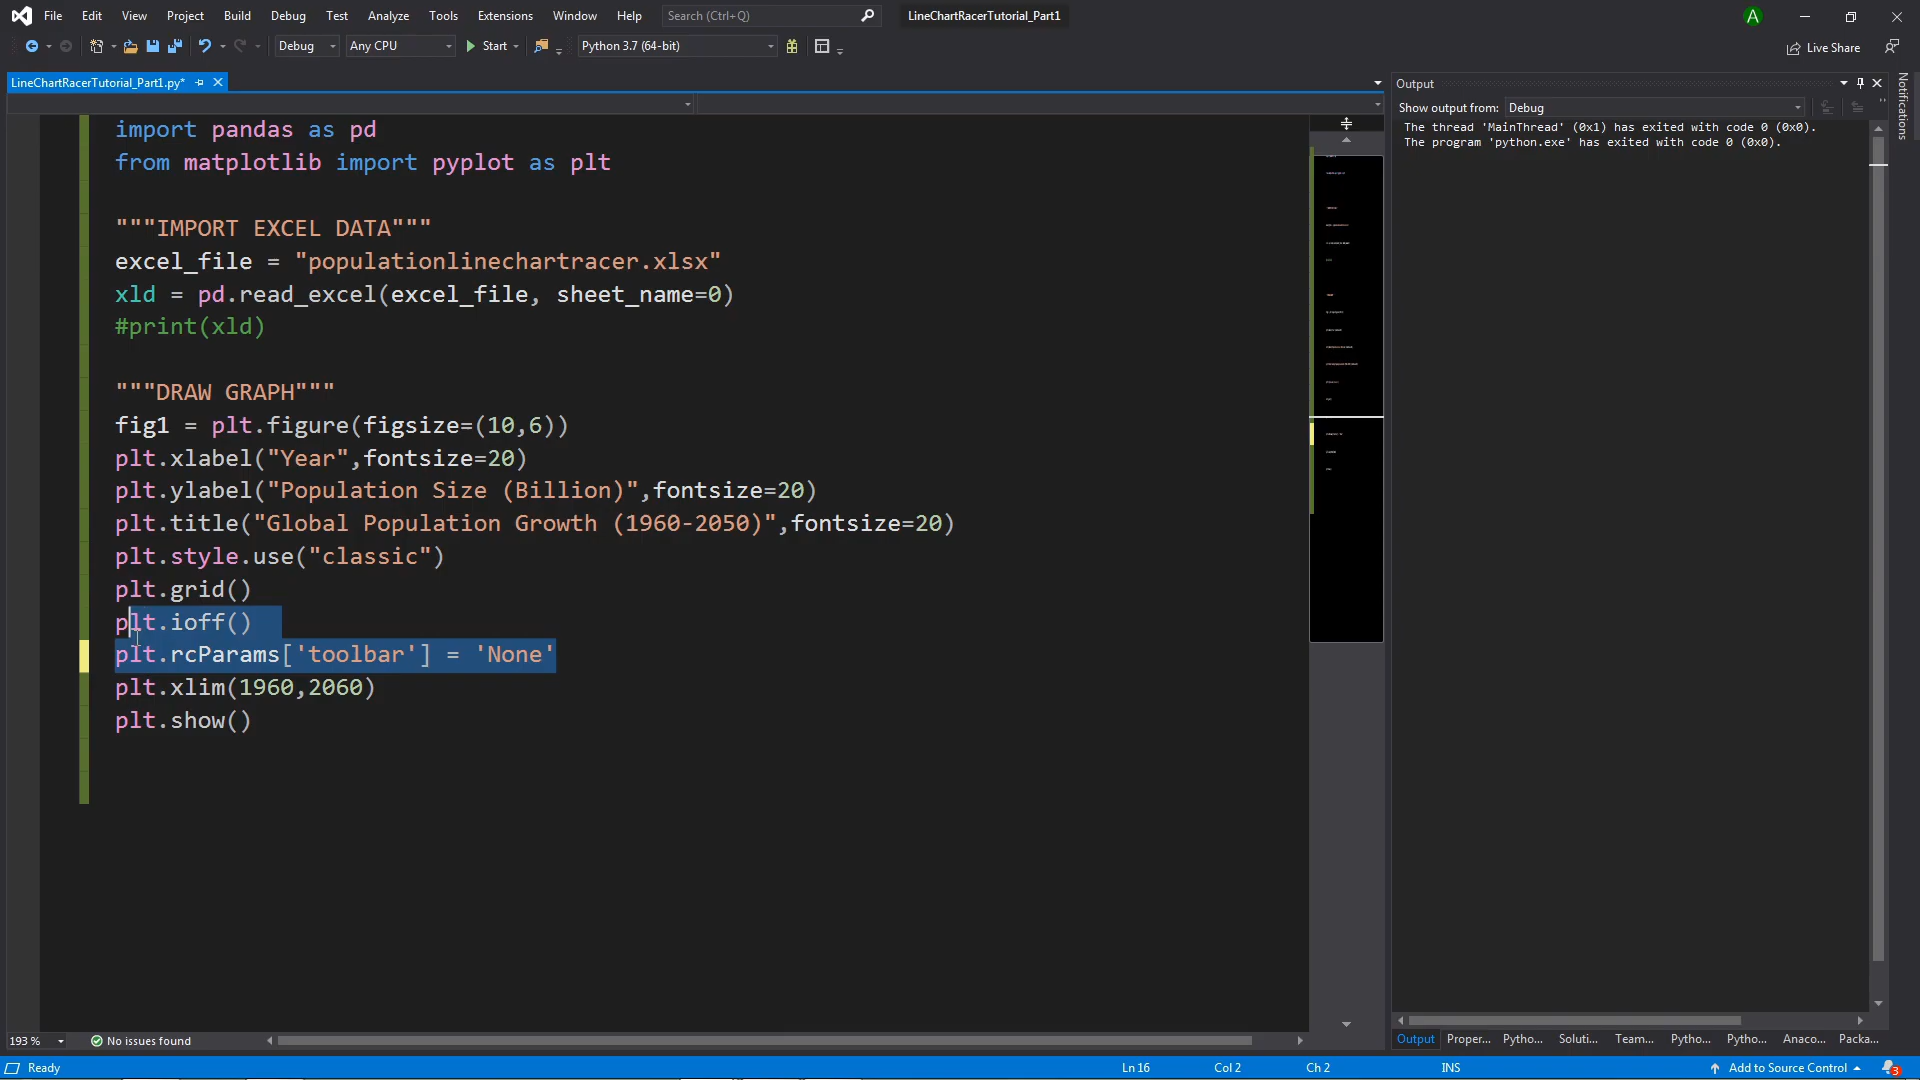 File Edit View Project Build Debug Test Analyze Tools Extensions Window Help Search (Ctrl+Q) LineChartRacerTutorial_Part1 A
Debug Any CPU Start Python 3.7 (64-bit) Live Share
LineChartRacerTutorial_Part1.py*
import pandas as pd
from matplotlib import pyplot as plt
"""IMPORT EXCEL DATA"""
excel_file = "populationlinechartracer.xlsx"
xld = pd.read_excel(excel_file, sheet_name=0)
#print(xld)
"""DRAW GRAPH"""
fig1 = plt.figure(figsize=(10,6))
plt.xlabel("Year",fontsize=20)
plt.ylabel("Population Size (Billion)",fontsize=20)
plt.title("Global Population Growth (1960-2050)",fontsize=20)
plt.style.use("classic")
plt.grid()
plt.ioff()
plt.rcParams['toolbar'] = 'None'
plt.xlim(1960,2060)
plt.show()
Output
Show output from: Debug
The thread 'MainThread' (0x1) has exited with code 0 (0x0).
The program 'python.exe' has exited with code 0 (0x0).
Notifications
193 % No issues found
Output Proper... Pytho... Soluti... Team... Pytho... Pytho... Anaco... Packa...
Ready Ln 16 Col 2 Ch 2 INS Add to Source Control 3